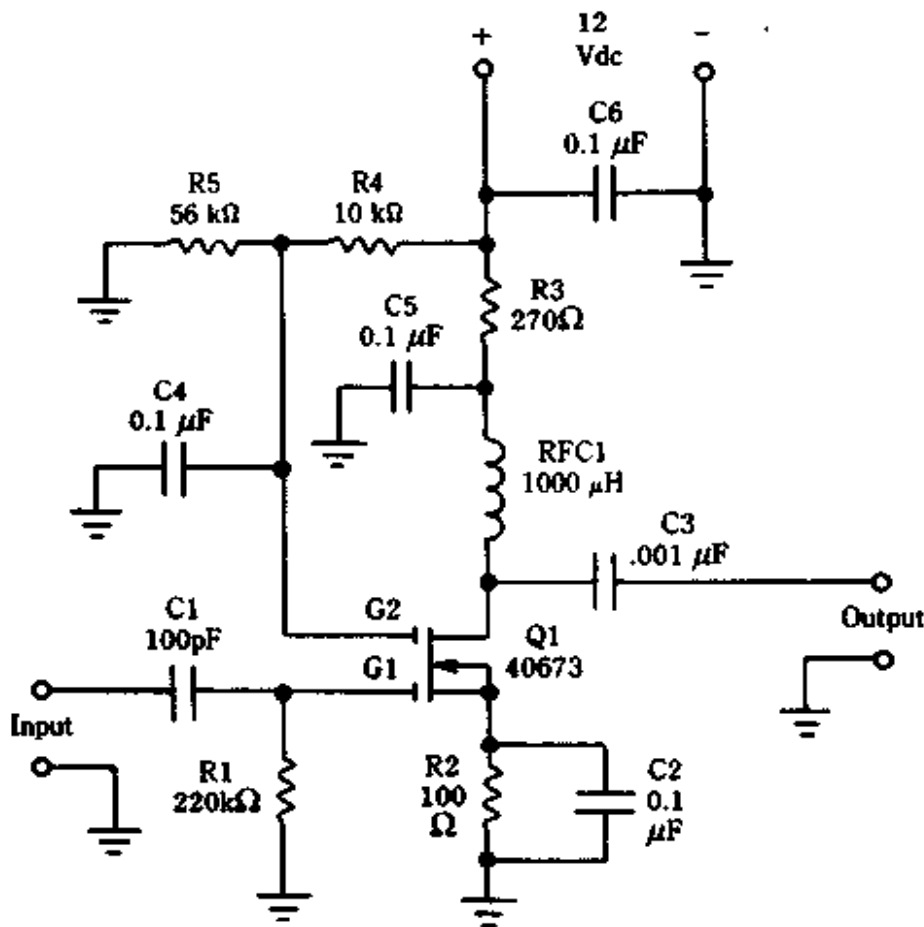 12
Vdc
+
-
C6
0.1 μF
R5
56 kΩ
R4
10 kΩ
R3
270Ω
C5
0.1 μF
C4
0.1 μF
RFC1
1000 μH
C3
.001 μF
C1
100pF
G2
G1
Q1
40673
Output
Input
R1
220kΩ
R2
100
Ω
C2
0.1
μF